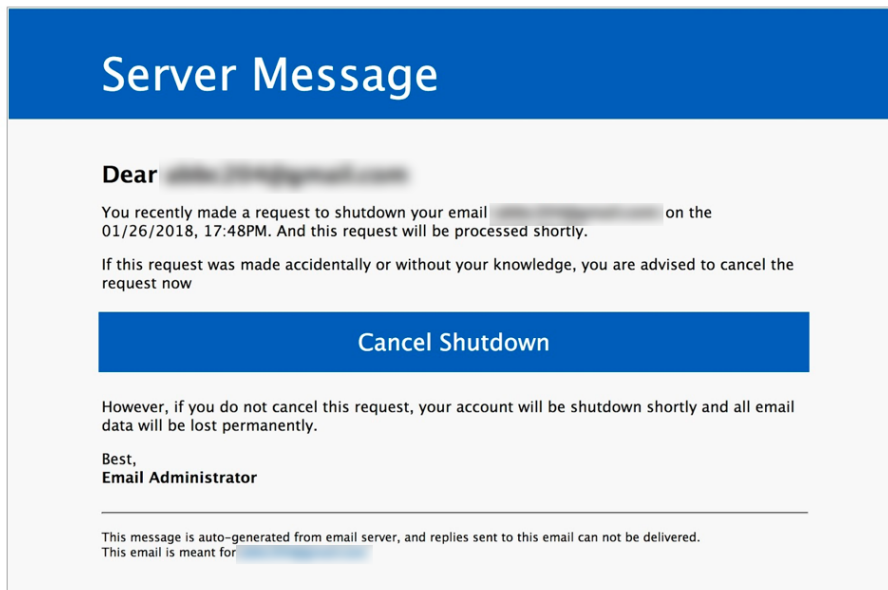 Server Message
Dear
You recently made a request to shutdown your email on the
01/26/2018, 17:48PM. And this request will be processed shortly.
If this request was made accidentally or without your knowledge, you are advised to cancel the
request now
Cancel Shutdown
However, if you do not cancel this request, your account will be shutdown shortly and all email
data will be lost permanently.
Best,
Email Administrator
This message is auto-generated from email server, and replies sent to this email can not be delivered.
This email is meant for